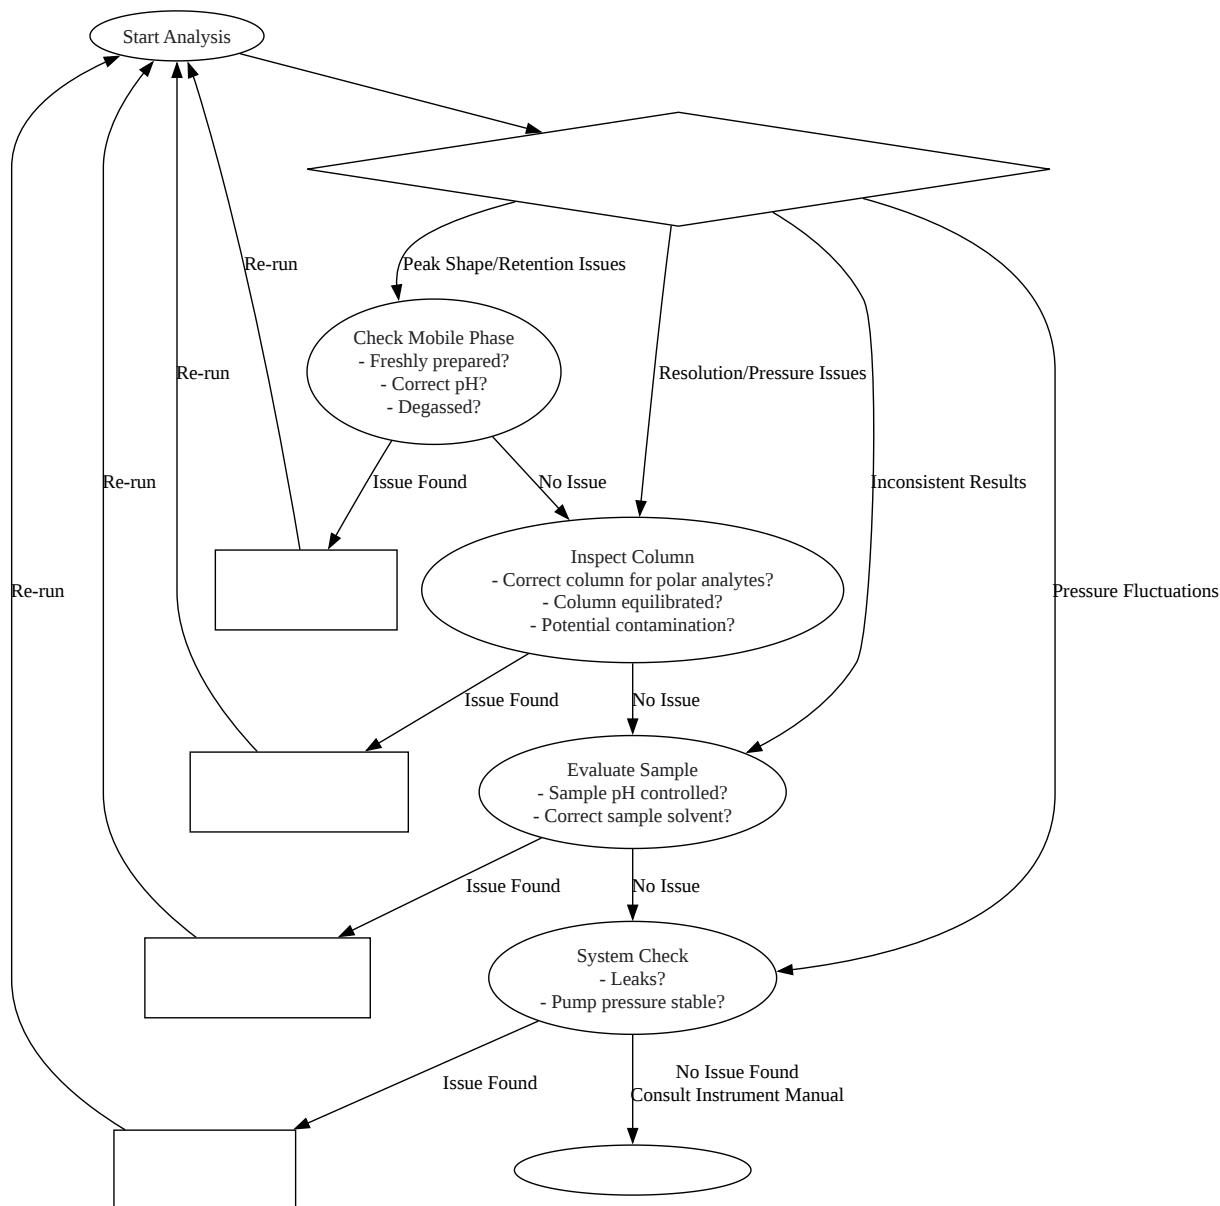 Start Analysis
Re-run
Peak Shape/Retention Issues
Check Mobile Phase
- Freshly prepared?
- Correct pH?
- Degassed?
Re-run
Resolution/Pressure Issues
Re-run
Issue Found
No Issue
Inconsistent Results
Inspect Column
- Correct column for polar analytes?
- Column equilibrated?
- Potential contamination?
Re-run
Pressure Fluctuations
Issue Found
No Issue
Evaluate Sample
- Sample pH controlled?
- Correct sample solvent?
Issue Found
No Issue
System Check
- Leaks?
- Pump pressure stable?
Issue Found
No Issue Found
Consult Instrument Manual